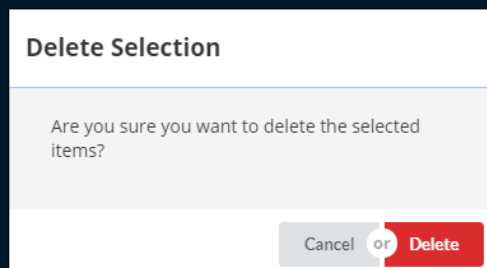 Delete Selection
Are you sure you want to delete the selected
items?
Cancel or Delete